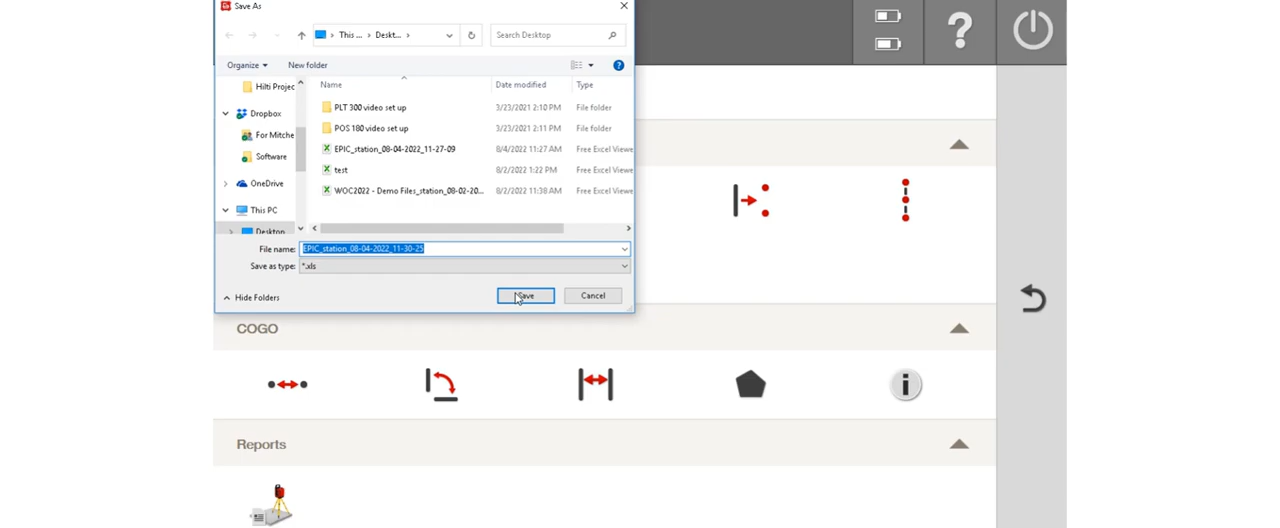 Save As
This ... > Deskt... >
Search Desktop
Organize
New folder
Name
Date modified
Type
Hilti Projec
Dropbox
For Mitche
Software
OneDrive
This PC
Desktop
PLT 300 video set up
3/23/2021 2:10 PM
File folder
POS 180 video set up
3/23/2021 2:11 PM
File folder
EPIC_station_08-04-2022_11-27-09
8/4/2022 11:27 AM
Free Excel Viewe
test
8/2/2022 1:22 PM
Free Excel Viewe
WOC2022 - Demo Files_station_08-02-20...
8/2/2022 11:38 AM
Free Excel Viewe
File name:
EPIC_station_08-04-2022_11-30-25
Save as type:
*.xls
Hide Folders
Save
Cancel
COGO
Reports